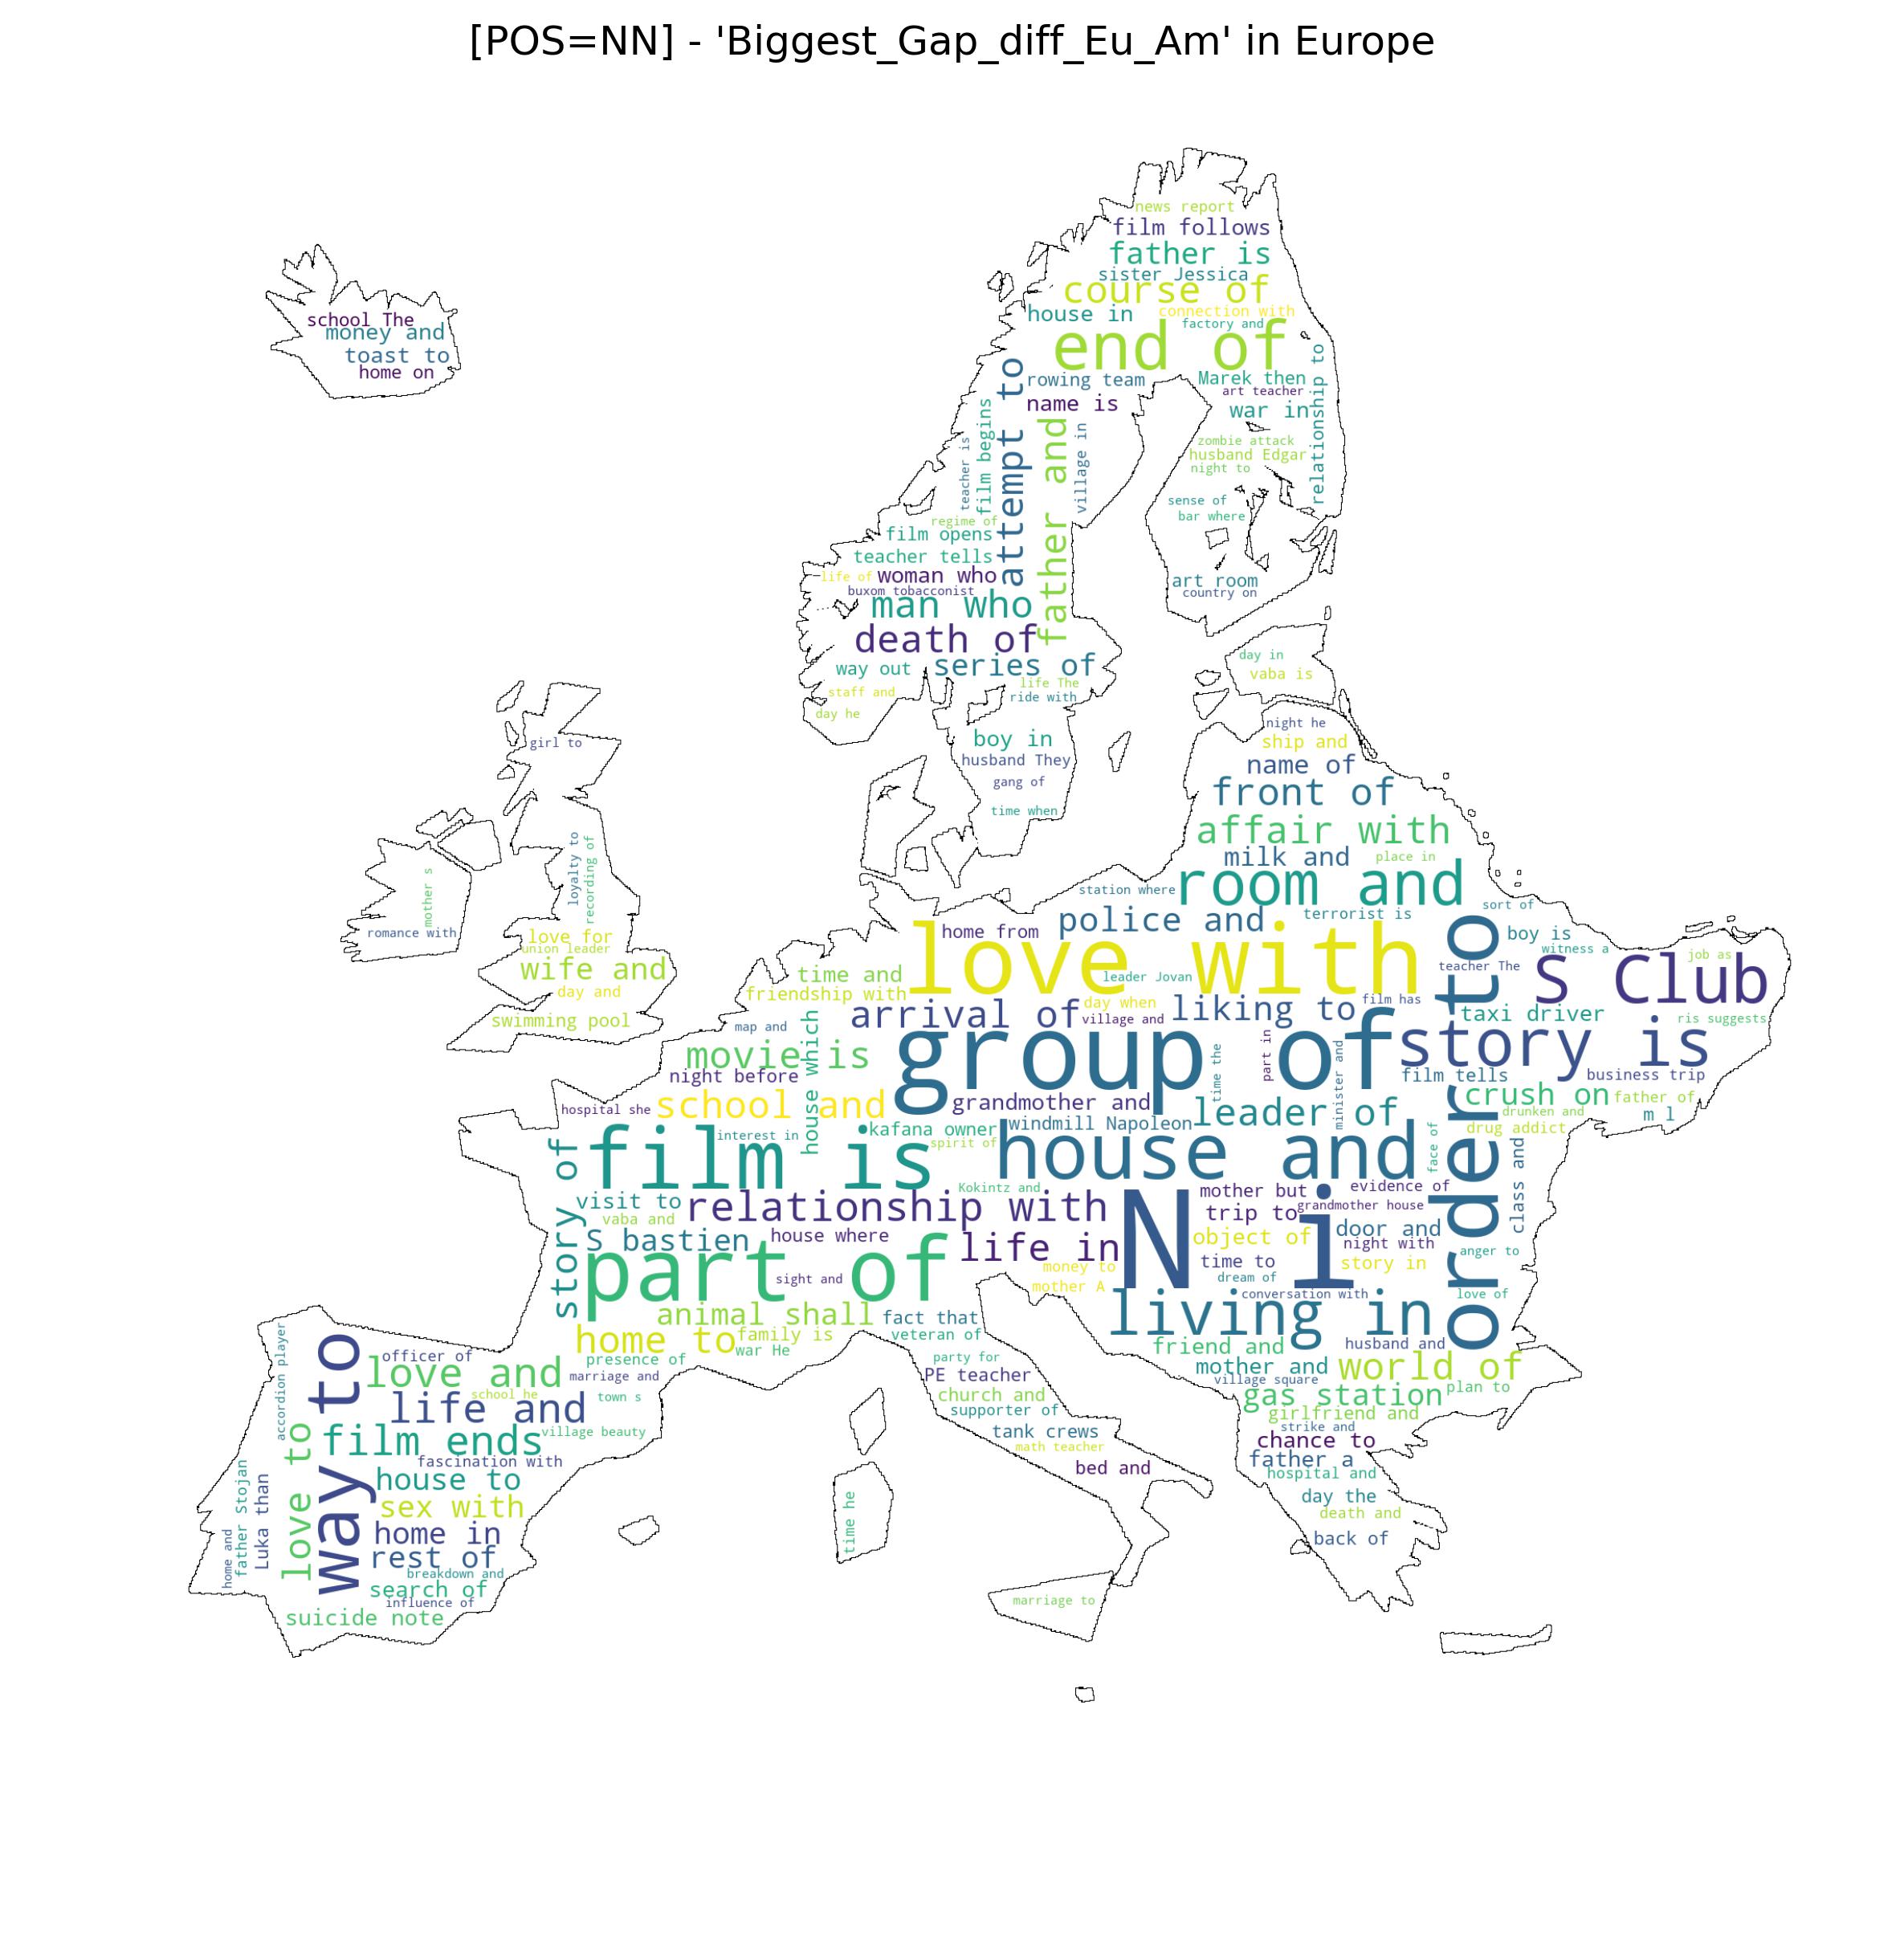 [POS=NN] - 'Biggest_Gap_diff_Eu_Am' in Europe
news report
film follows
father is
sister Jessica
course of
connection with
house in
factory and
end of
relationship to
school The
money and
toast to
home on
attempt to
rowing team
Marek then
art teacher
name is
war in
film begins
father and
village in
teacher is
zombie attack
husband Edgar
night to
sense of
bar where
regime of
film opens
teacher tells
life of
woman who
buxom tobacconist
man who
art room
country on
death of
series of
way out
day in
vaba is
life The
staff and
ride with
day he
night he
girl to
boy in
ship and
husband They
name of
gang of
front of
time when
affair with
loyalty to
recording of
milk and
place in
mother s
station where
room and
sort of
romance with
love for
union leader
wife and
day and
swimming pool
home from
police and
terrorist is
boy is
witness a
love with
teacher The
S Club
job as
time and
leader Jovan
friendship with
day when
liking to
film has
order to
arrival of
village and
taxi driver
ris suggests
map and
house which
group of
time the
part in
minister and
story is
movie is
night before
film tells
business trip
hospital she
school and
grandmother and
leader of
crush on
father of
drunken and
m l
interest in
kafana owner
windmill Napoleon
spirit of
drug addict
film is
house and
face of
class and
story of
visit to
vaba and
Kokintz and
relationship with
N i
mother but
evidence of
trip to
grandmother house
S bastien
house where
life in
object of
door and
night with
anger to
part of
sight and
money to
mother A
time to
story in
dream of
conversation with
love of
animal shall
fact that
living in
home to
family is
veteran of
war He
friend and
husband and
accordion player
officer of
love and
presence of
party for
mother and
world of
way to
marriage and
PE teacher
village square
school he
town s
church and
gas station
plan to
life and
supporter of
girlfriend and
love to
film ends
village beauty
tank crews
strike and
math teacher
chance to
fascination with
father a
father Stojan
Luka than
house to
bed and
hospital and
sex with
time he
day the
death and
home in
back of
home and
rest of
breakdown and
search of
influence of
suicide note
marriage to